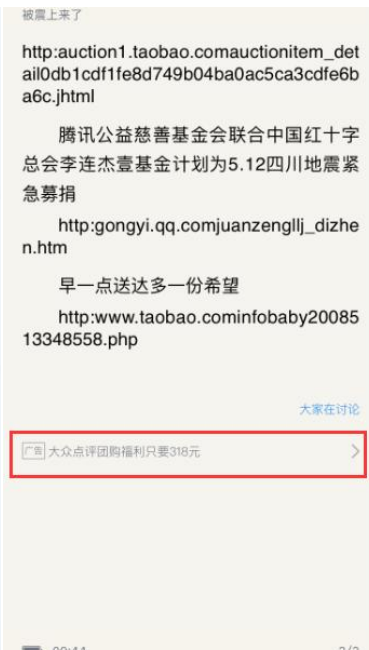 被震上来了
http:auction1.taobao.comauctionitem_det
ail0db1cdf1fe8d749b04ba0ac5ca3cdfe6b
a6c.jhtml
腾讯公益慈善基金会联合中国红十字
总会李连杰壹基金计划为5.12四川地震紧
急募捐
http:gongyi.qq.comjuanzengllj_dizhe
n.htm
早一点送达多一份希望
http:www.taobao.cominfobaby20085
13348558.php
大家在讨论
广告 大众点评团购福利只要318元